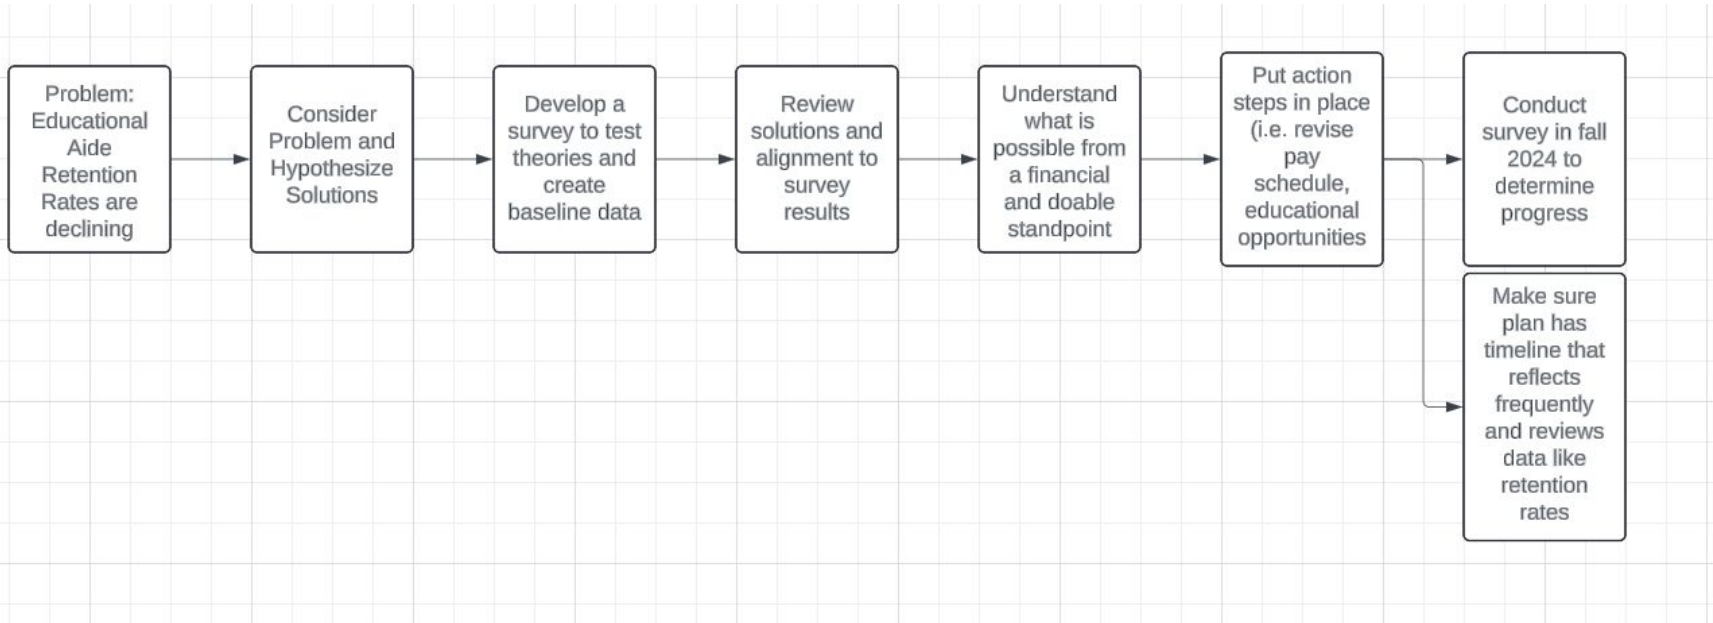 Problem:
Educational
Aide
Retention
Rates are
declining
Consider
Problem and
Hypothesize
Solutions
Develop a
survey to test
theories and
create
baseline data
Review
solutions and
alignment to
survey
results
Understand
what is
possible from
a financial
and doable
standpoint
Put action
steps in place
(i.e. revise
pay
schedule,
educational
opportunities
Conduct
survey in fall
2024 to
determine
progress
Make sure
plan has
timeline that
reflects
frequently
and reviews
data like
retention
rates